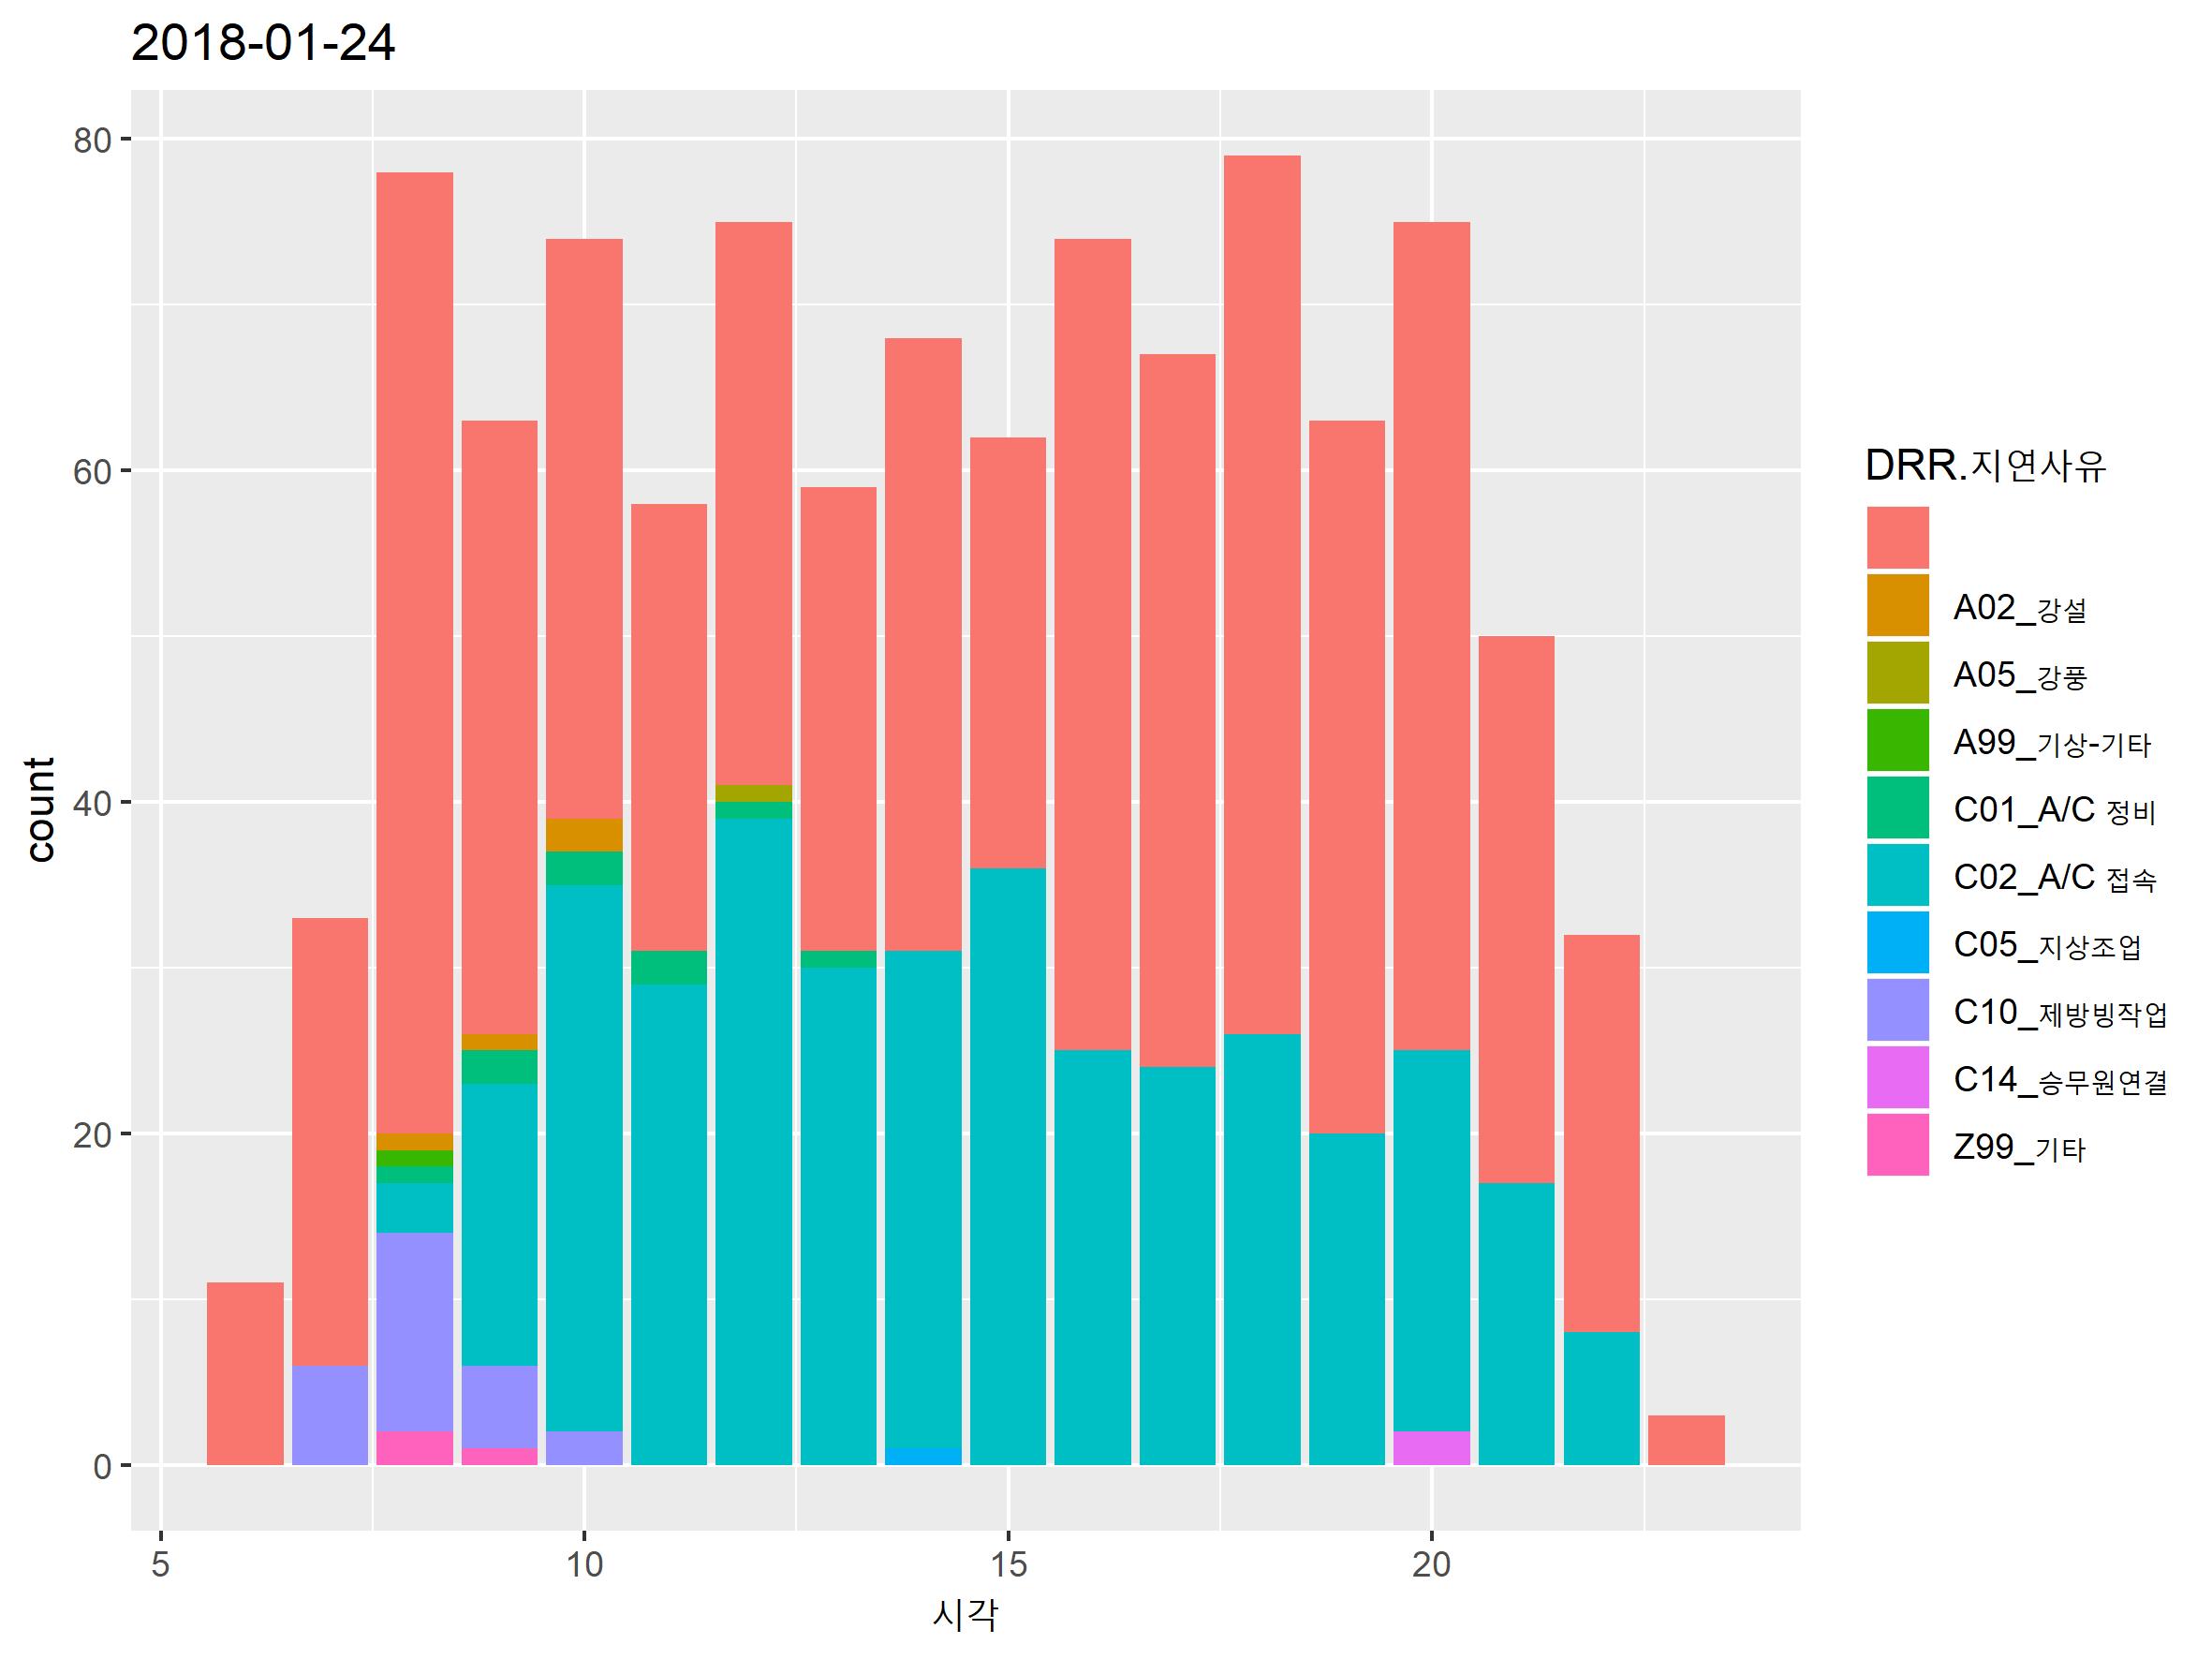 2018-01-24
80
60
40
20
0
count
5 10 15 20
시각
DRR.지연사유
A02_강설
A05_강풍
A99_기상-기타
C01_A/C 정비
C02_A/C 접속
C05_지상조업
C10_제방빙작업
C14_승무원연결
Z99_기타